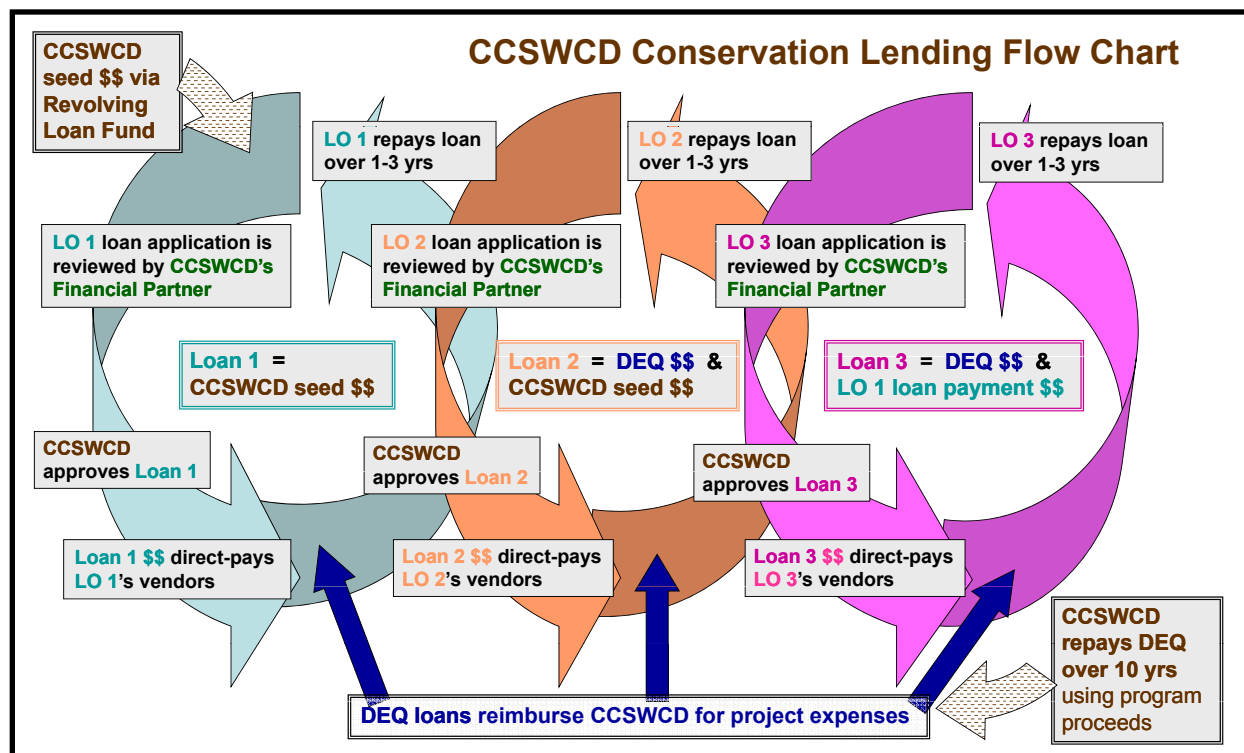 CCSWCD Conservation Lending Flow Chart
CCSWCD
seed $$ via
Revolving
Loan Fund
LO 1 repays loan
over 1-3 yrs
LO 2 repays loan
over 1-3 yrs
LO 3 repays loan
over 1-3 yrs
LO 1 loan application is
reviewed by CCSWCD's
Financial Partner
LO 2 loan application is
reviewed by CCSWCD's
Financial Partner
LO 3 loan application is
reviewed by CCSWCD's
Financial Partner
Loan 1 =
CCSWCD seed $$
Loan 2 = DEQ $$ &
CCSWCD seed $$
Loan 3 = DEQ $$ &
LO 1 loan payment $$
CCSWCD
approves Loan 1
CCSWCD
approves Loan 2
CCSWCD
approves Loan 3
Loan 1 $$ direct-pays
LO 1's vendors
Loan 2 $$ direct-pays
LO 2's vendors
Loan 3 $$ direct-pays
LO 3's vendors
DEQ loans reimburse CCSWCD for project expenses
CCSWCD
repays DEQ
over 10 yrs
using program
proceeds